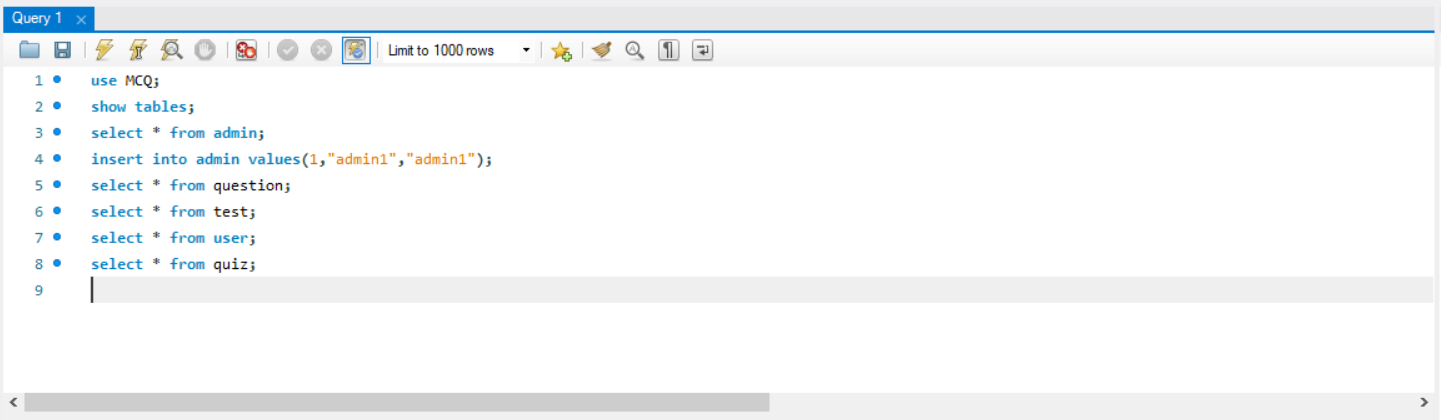 Query 1
Limit to 1000 rows
1 use MCQ;
2 show tables;
3 select * from admin;
4 insert into admin values(1,"admin1","admin1");
5 select * from question;
6 select * from test;
7 select * from user;
8 select * from quiz;
9